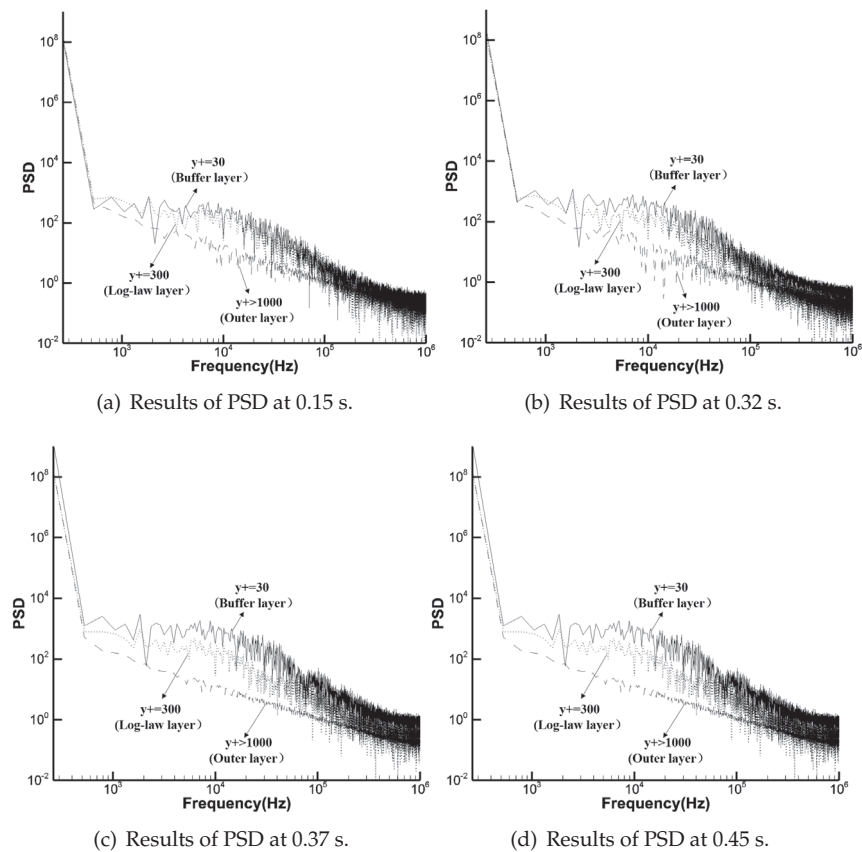 10^8
10^6
10^4
10^2
10^0
10^-2
PSD
y+=30
(Buffer layer)
y+=300
(Log-law layer)
y+>1000
(Outer layer)
10^3
10^4
10^5
10^6
Frequency(Hz)
(a) Results of PSD at 0.15 s.
10^8
10^6
10^4
10^2
10^0
10^-2
PSD
y+=30
(Buffer layer)
y+=300
(Log-law layer)
y+>1000
(Outer layer)
10^3
10^4
10^5
10^6
Frequency(Hz)
(b) Results of PSD at 0.32 s.
10^8
10^6
10^4
10^2
10^0
10^-2
PSD
y+=30
(Buffer layer)
y+=300
(Log-law layer)
y+>1000
(Outer layer)
10^3
10^4
10^5
10^6
Frequency(Hz)
(c) Results of PSD at 0.37 s.
10^8
10^6
10^4
10^2
10^0
10^-2
PSD
y+=30
(Buffer layer)
y+=300
(Log-law layer)
y+>1000
(Outer layer)
10^3
10^4
10^5
10^6
Frequency(Hz)
(d) Results of PSD at 0.45 s.